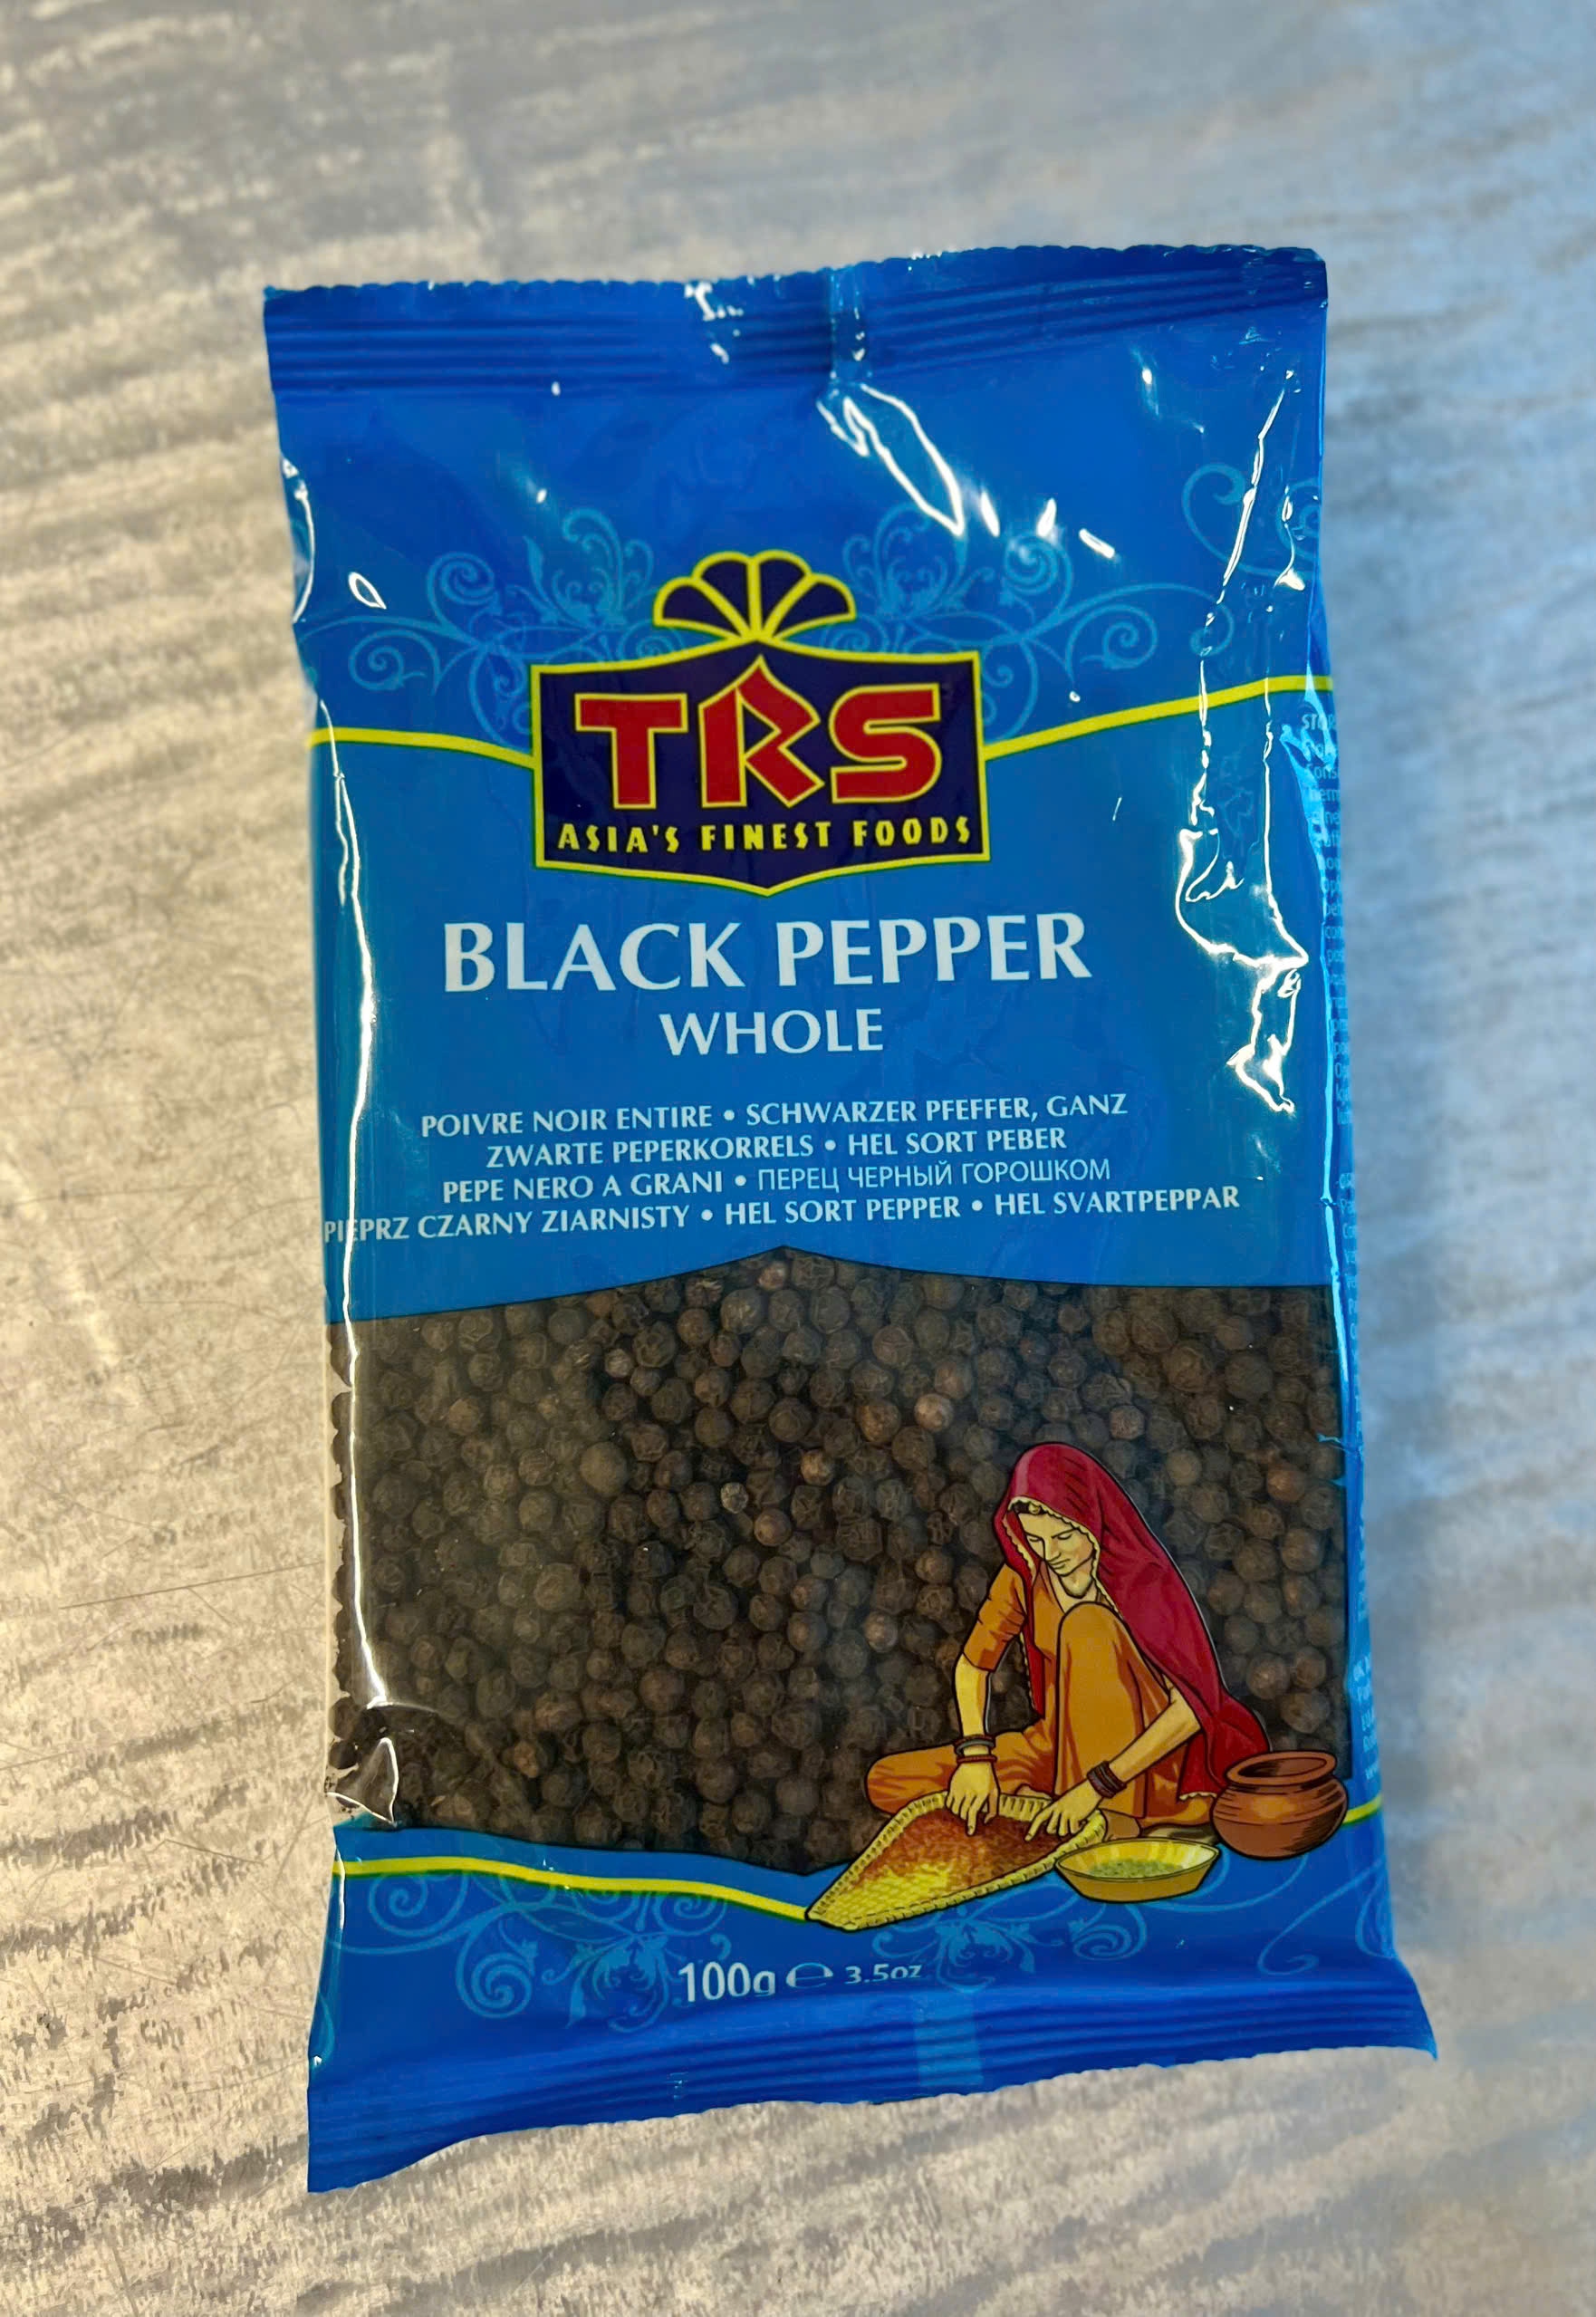 TRS
ASIA'S FINEST FOODS
BLACK PEPPER
WHOLE
POIVRE NOIR ENTIRE • SCHWARZER PFEFFER, GANZ
ZWARTE PEPERKORRELS • HEL SORT PEBER
PEPE NERO A GRANI • ПЕРЕЦ ЧЕРНЫЙ ГОРОШКОМ
PIEPRZ CZARNY ZIARNISTY • HEL SORT PEPPER • HEL SVARTPEPPAR
100g ℮ 3.5oz